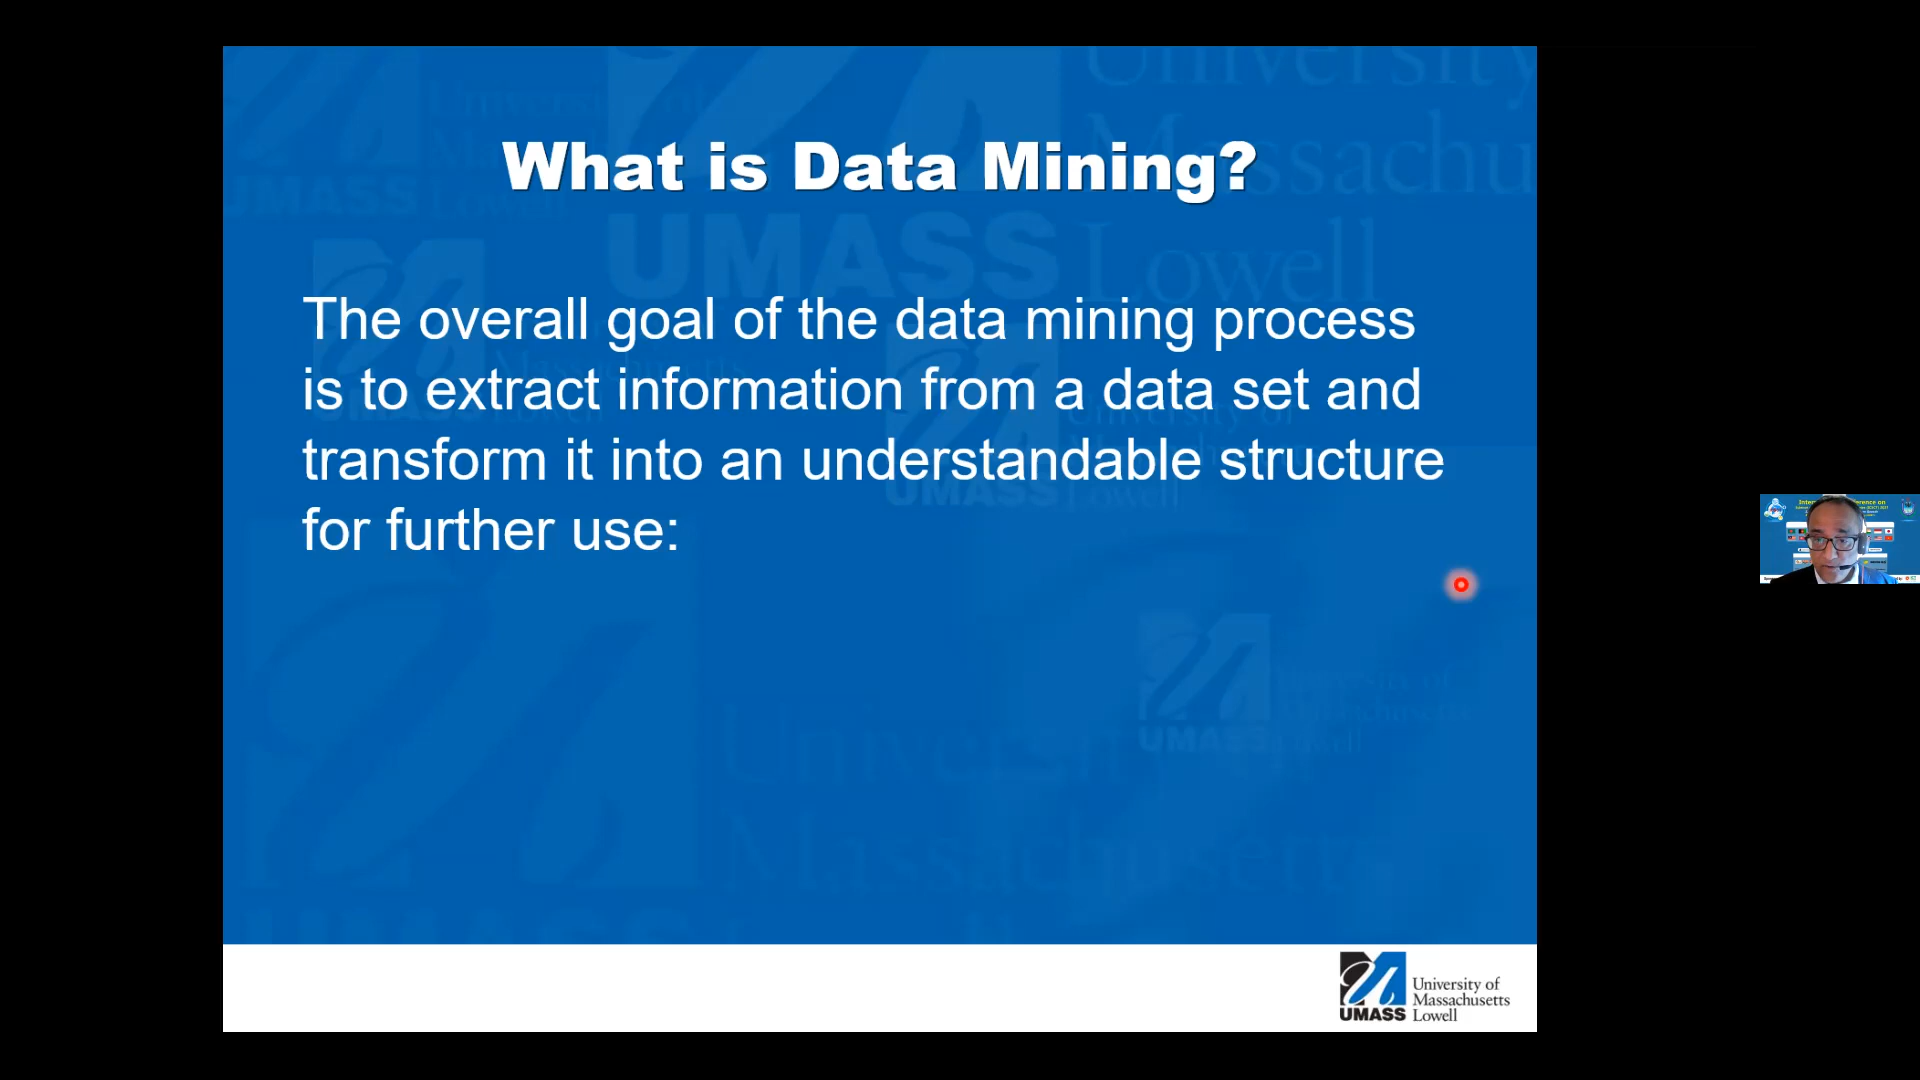 What is Data Mining?
The overall goal of the data mining process
is to extract information from a data set and
transform it into an understandable structure
for further use:
UMASS
University of
Massachusetts
Lowell